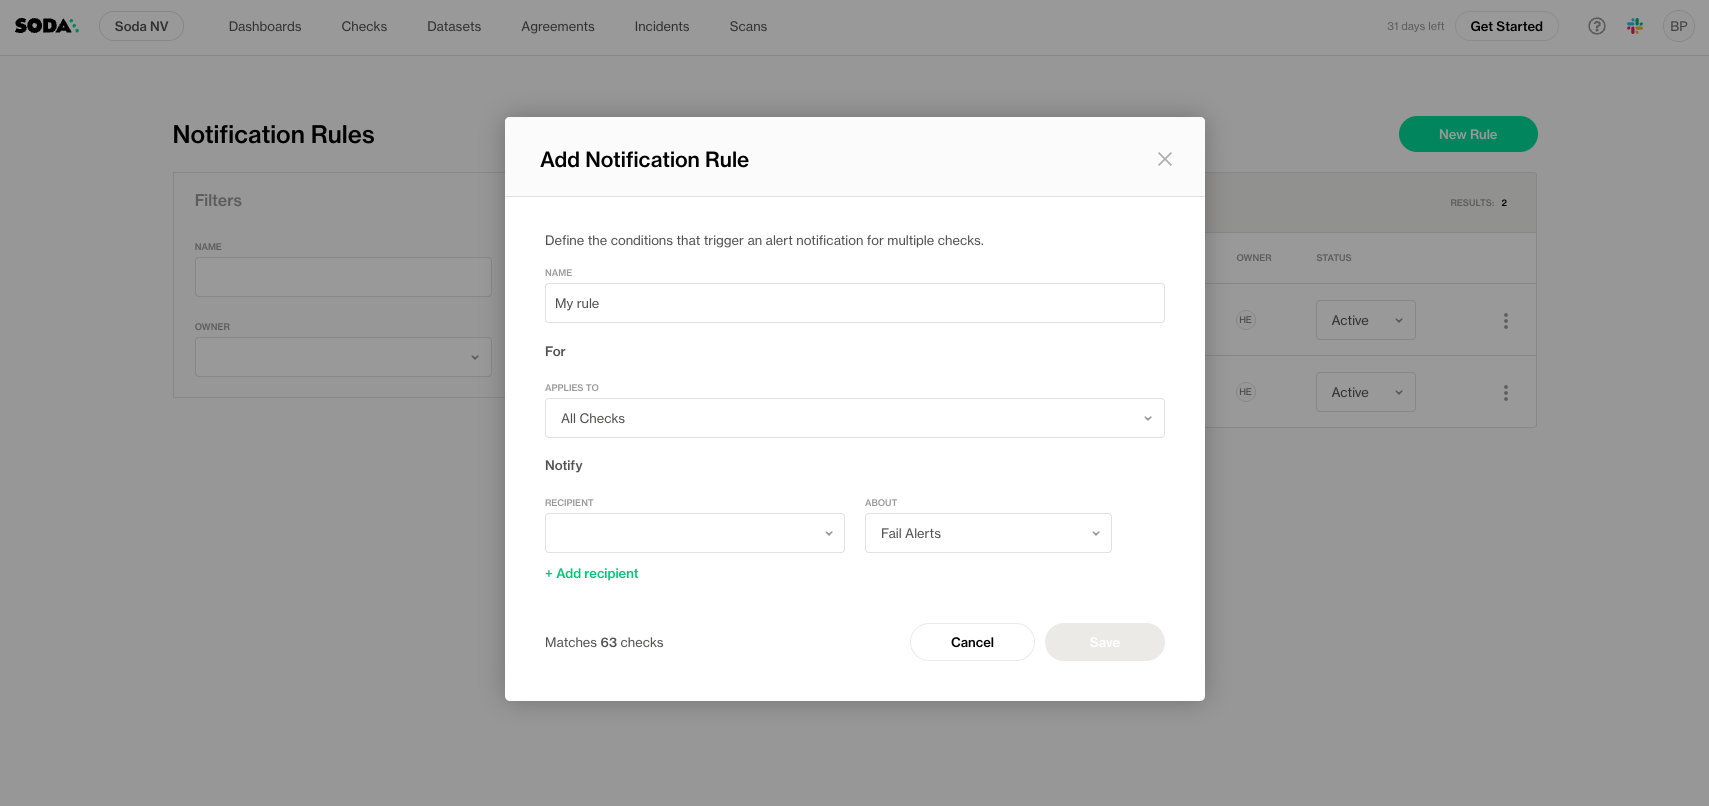 SODA
Soda NV
Dashboards
Checks
Datasets
Agreements
Incidents
Scans
31 days left
Get Started
BP
Notification Rules
New Rule
Filters
NAME
OWNER
RESULTS: 2
OWNER
STATUS
HE
Active
HE
Active
Add Notification Rule
Define the conditions that trigger an alert notification for multiple checks.
NAME
My rule
For
APPLIES TO
All Checks
Notify
RECIPIENT
ABOUT
Fail Alerts
+ Add recipient
Matches 63 checks
Cancel
Save